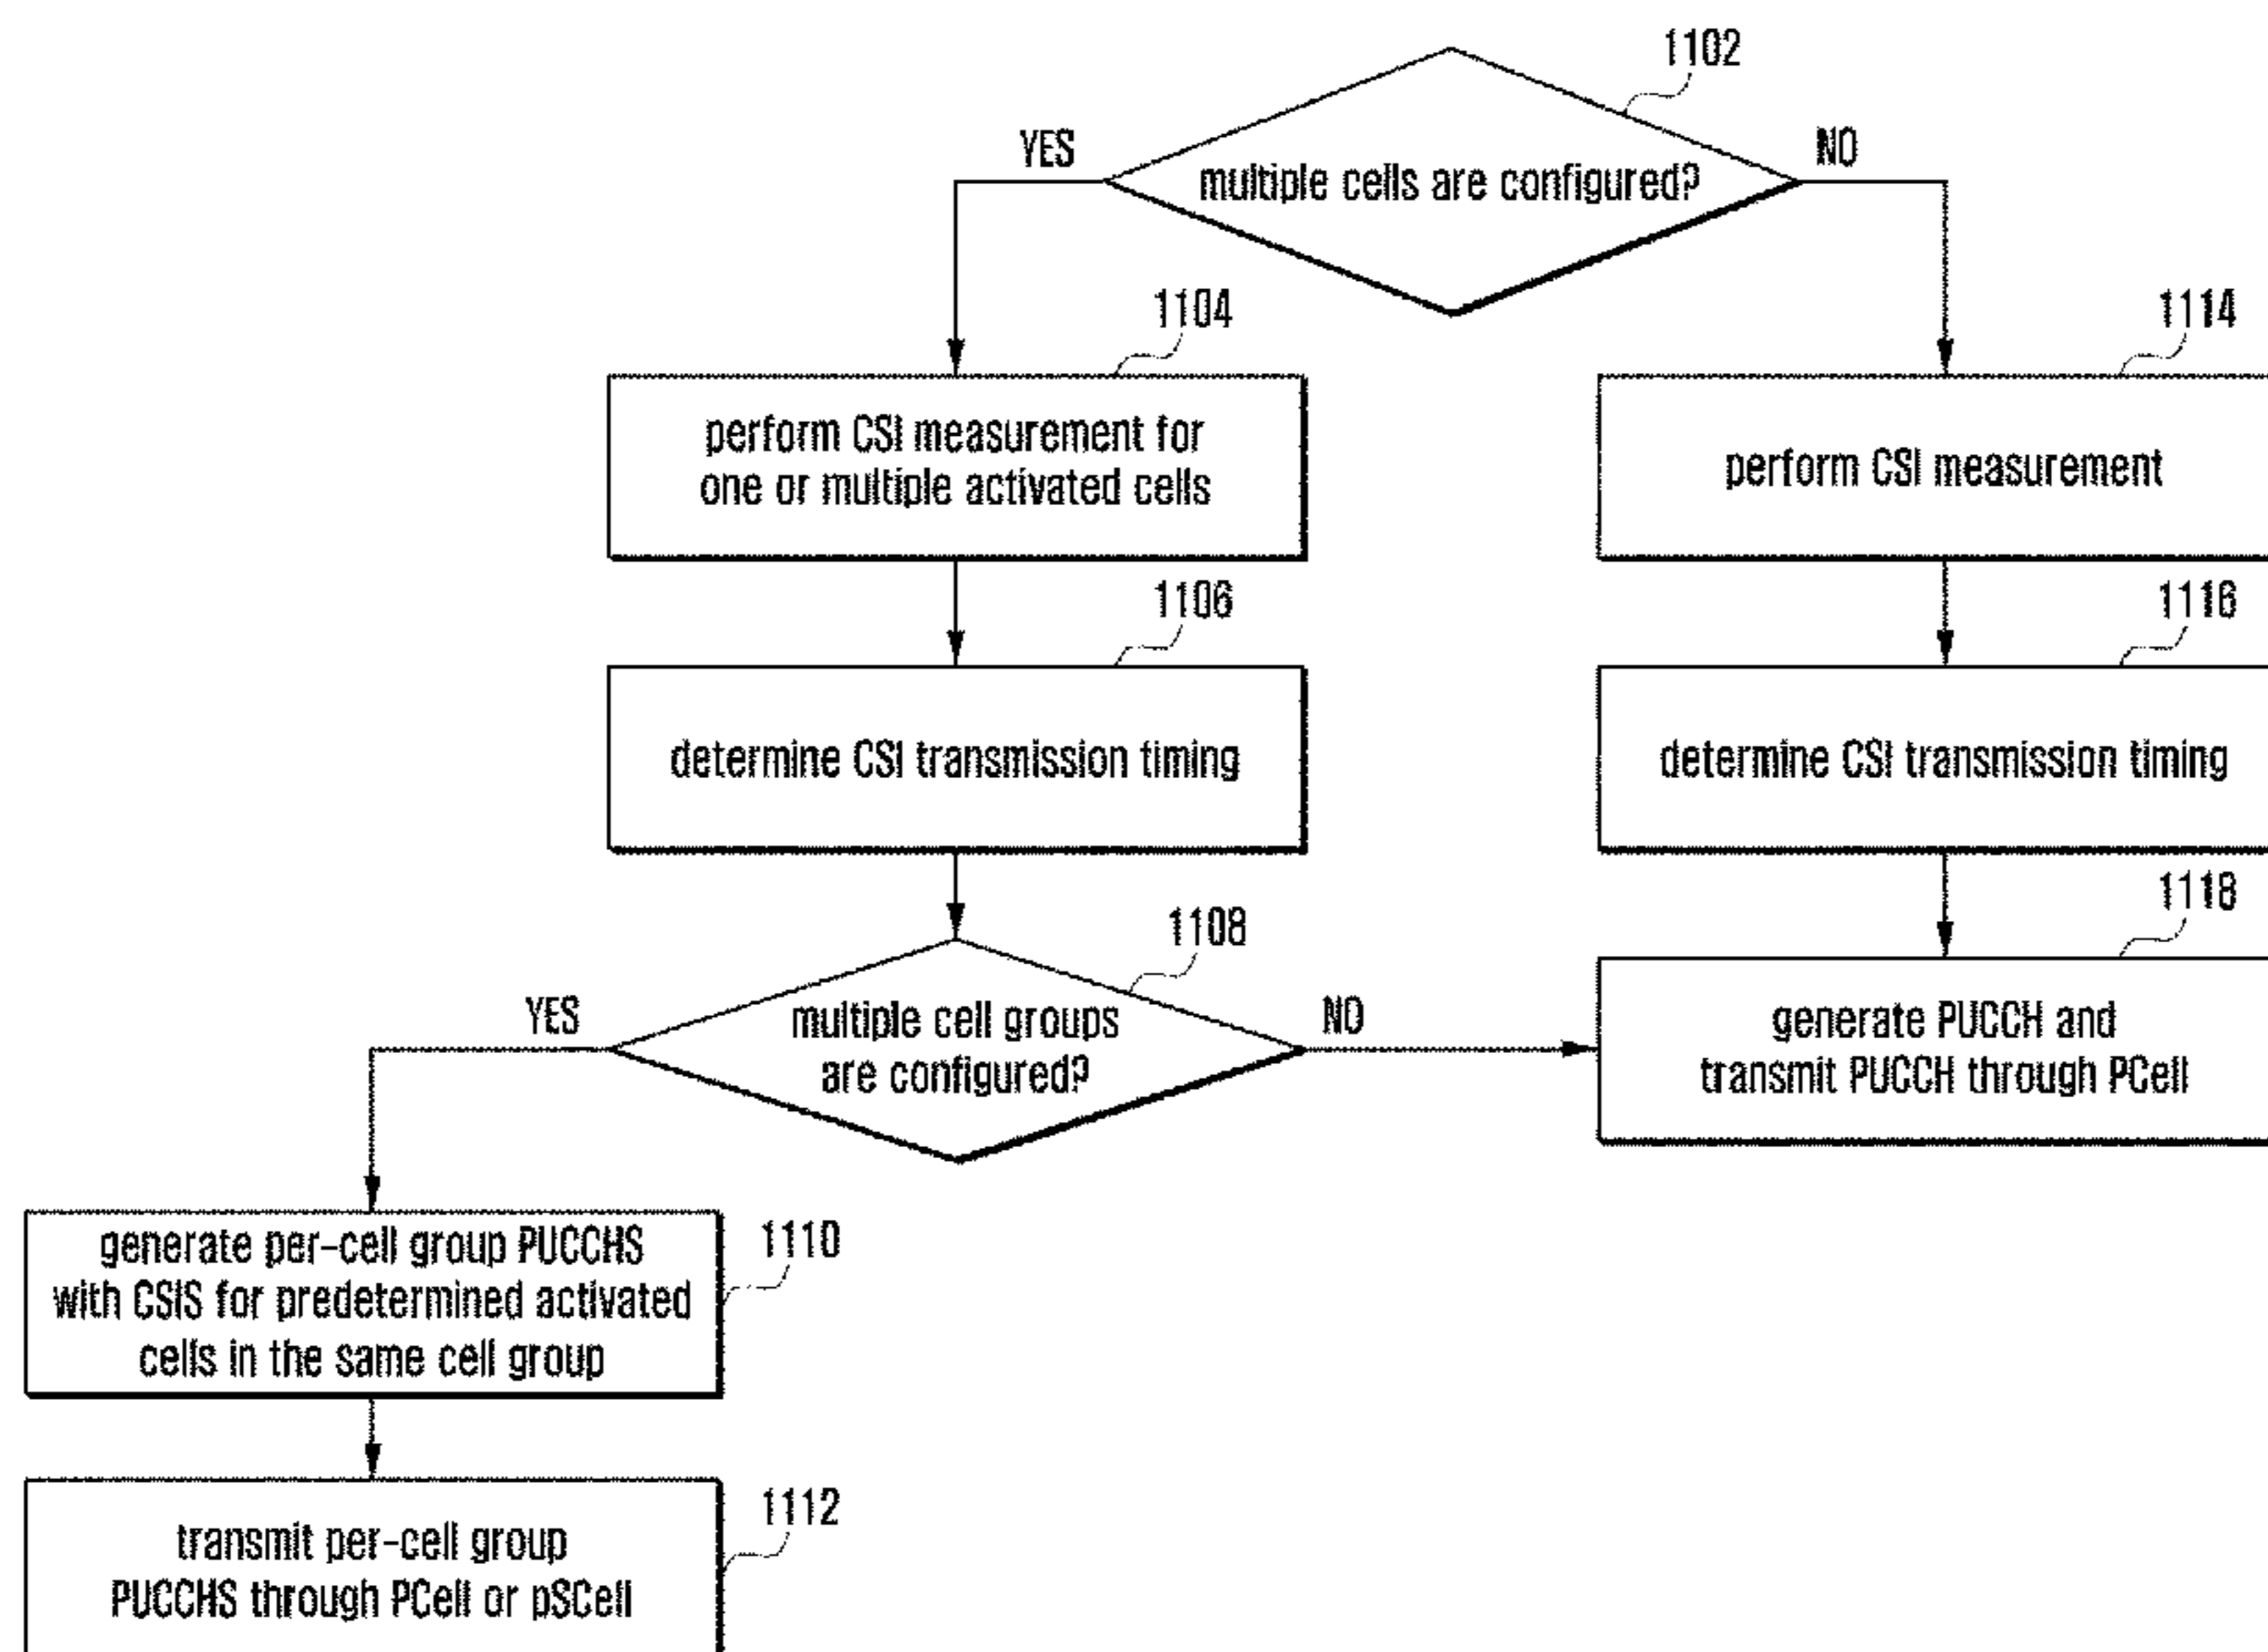 1102
YES
NO
multiple cells are configured?
1104
1114
perform CSI measurement for
one or multiple activated cells
perform CSI measurement
1106
1116
determine CSI transmission timing
determine CSI transmission timing
1108
1118
YES
multiple cell groups
are configured?
NO
generate PUCCH and
transmit PUCCH through PCell
generate per-cell group PUCCHS
with CSIS for predetermined activated
cells in the same cell group
1110
transmit per-cell group
PUCCHS through PCell or pSCell
1112